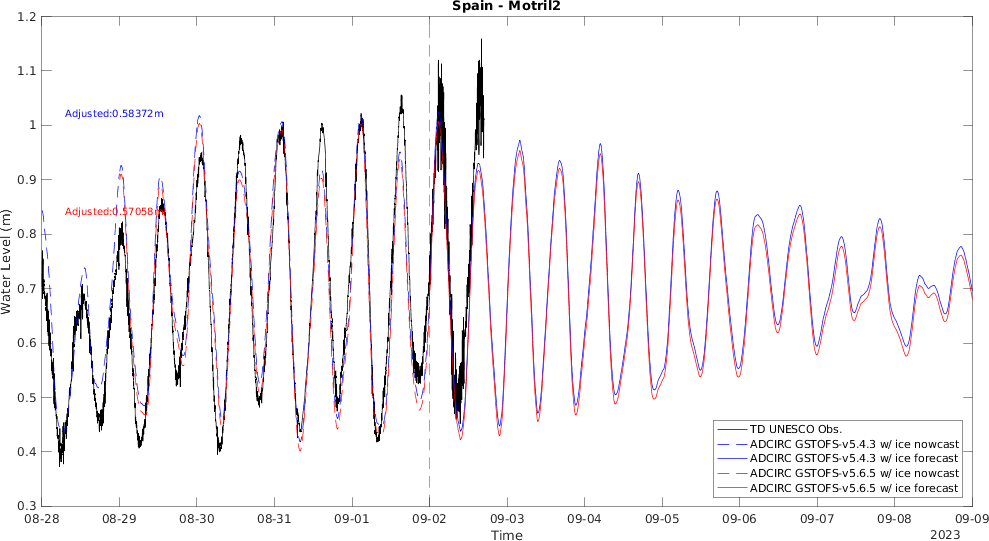 Spain - Motril2
1.2
1.1
1
0.9
0.8
0.7
0.6
0.5
0.4
0.3
Water Level (m)
Adjusted:0.58372m
Adjusted:0.57058m
TD UNESCO Obs.
ADCIRC GSTOFS-v5.4.3 w/ ice nowcast
ADCIRC GSTOFS-v5.4.3 w/ ice forecast
ADCIRC GSTOFS-v5.6.5 w/ ice nowcast
ADCIRC GSTOFS-v5.6.5 w/ ice forecast
08-28 08-29 08-30 08-31 09-01 09-02 09-03 09-04 09-05 09-06 09-07 09-08 09-09
Time
2023